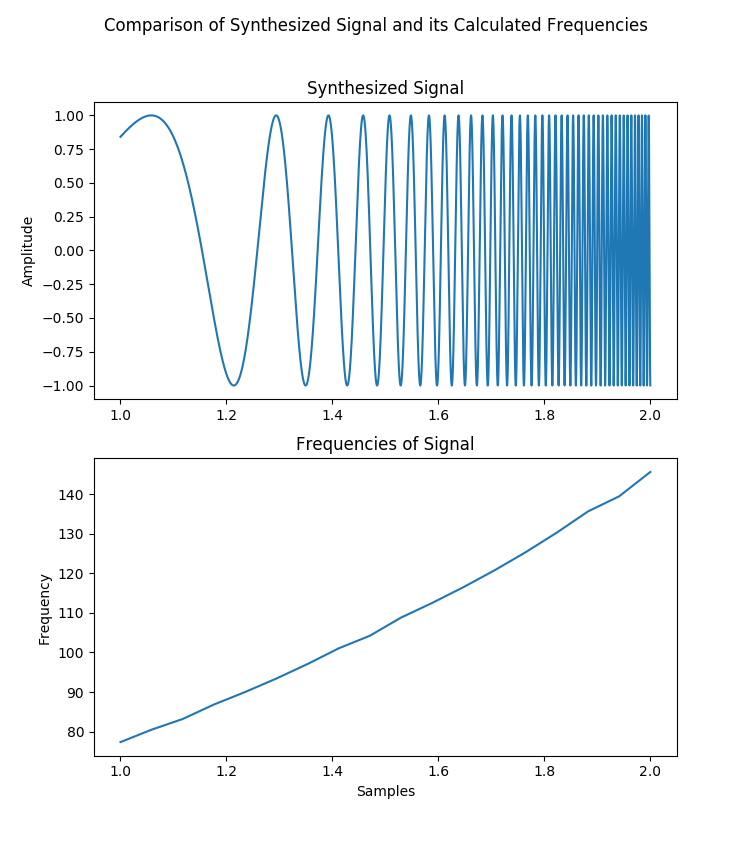 Comparison of Synthesized Signal and its Calculated Frequencies
Synthesized Signal
1.00
0.75
0.50
0.25
0.00
−0.25
−0.50
−0.75
−1.00
Amplitude
1.0 1.2 1.4 1.6 1.8 2.0
Frequencies of Signal
140
130
120
110
100
90
80
Frequency
1.0 1.2 1.4 1.6 1.8 2.0
Samples